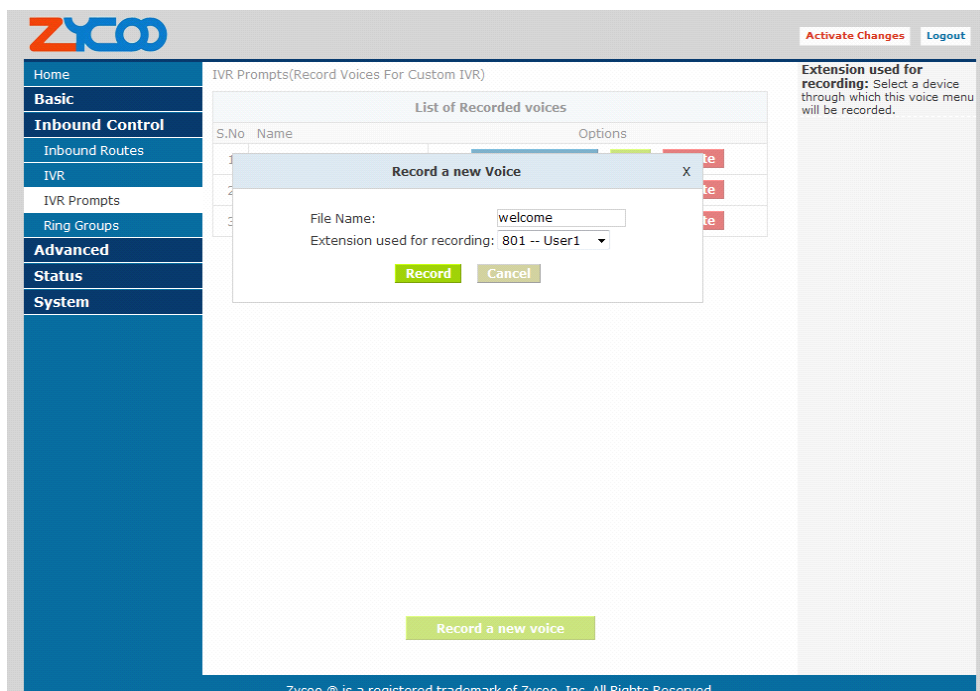 ZYCOO
Activate Changes
Logout
Home
Basic
Inbound Control
Inbound Routes
IVR
IVR Prompts
Ring Groups
Advanced
Status
System
IVR Prompts(Record Voices For Custom IVR)
List of Recorded voices
S.No Name Options
Record a new Voice X
File Name: welcome
Extension used for recording: 801 -- User1
Record Cancel
Record a new voice
Extension used for
recording: Select a device
through which this voice menu
will be recorded.
Zycoo ® is a registered trademark of Zycoo, Inc. All Rights Reserved